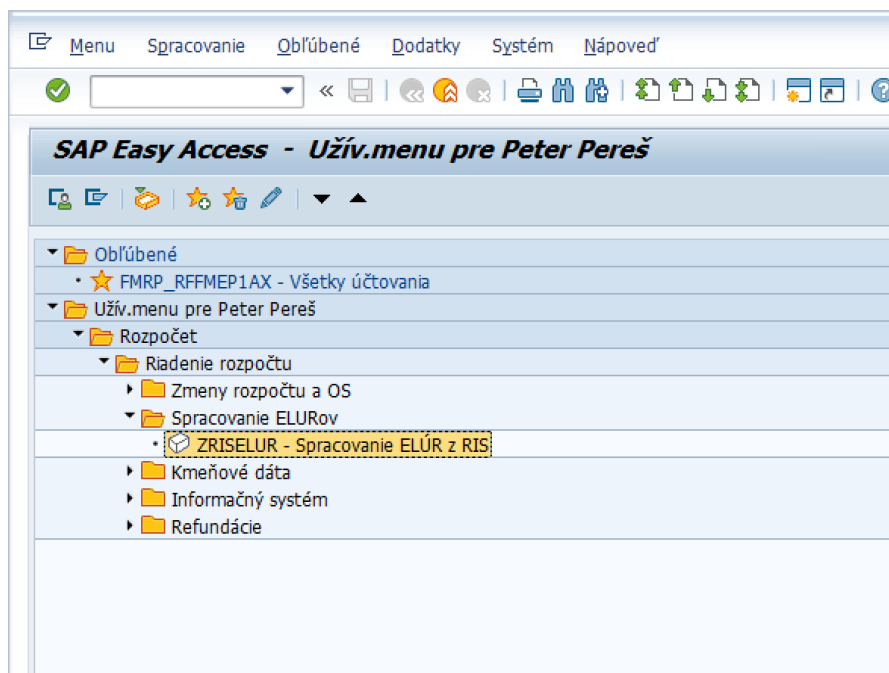 Menu Spracovanie Obľúbené Dodatky Systém Nápoveď
SAP Easy Access - Užív.menu pre Peter Pereš
Obľúbené
FMRP_RFFMEP1AX - Všetky účtovania
Užív.menu pre Peter Pereš
Rozpočet
Riadenie rozpočtu
Zmeny rozpočtu a OS
Spracovanie ELURov
ZRISELUR - Spracovanie ELÚR z RIS
Kmeňové dáta
Informačný systém
Refundácie